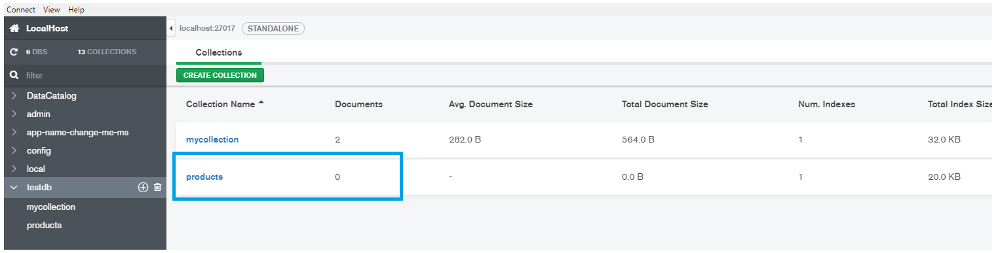 Connect View Help
LocalHost
localhost:27017 STANDALONE
6 DBS 13 COLLECTIONS
Collections
filter
CREATE COLLECTION
DataCatalog
admin
app-name-change-me-ms
config
local
testdb
mycollection
products
Collection Name Documents Avg. Document Size Total Document Size Num. Indexes Total Index Size
mycollection 2 282.0 B 564.0 B 1 32.0 KB
products 0 - 0.0 B 1 20.0 KB